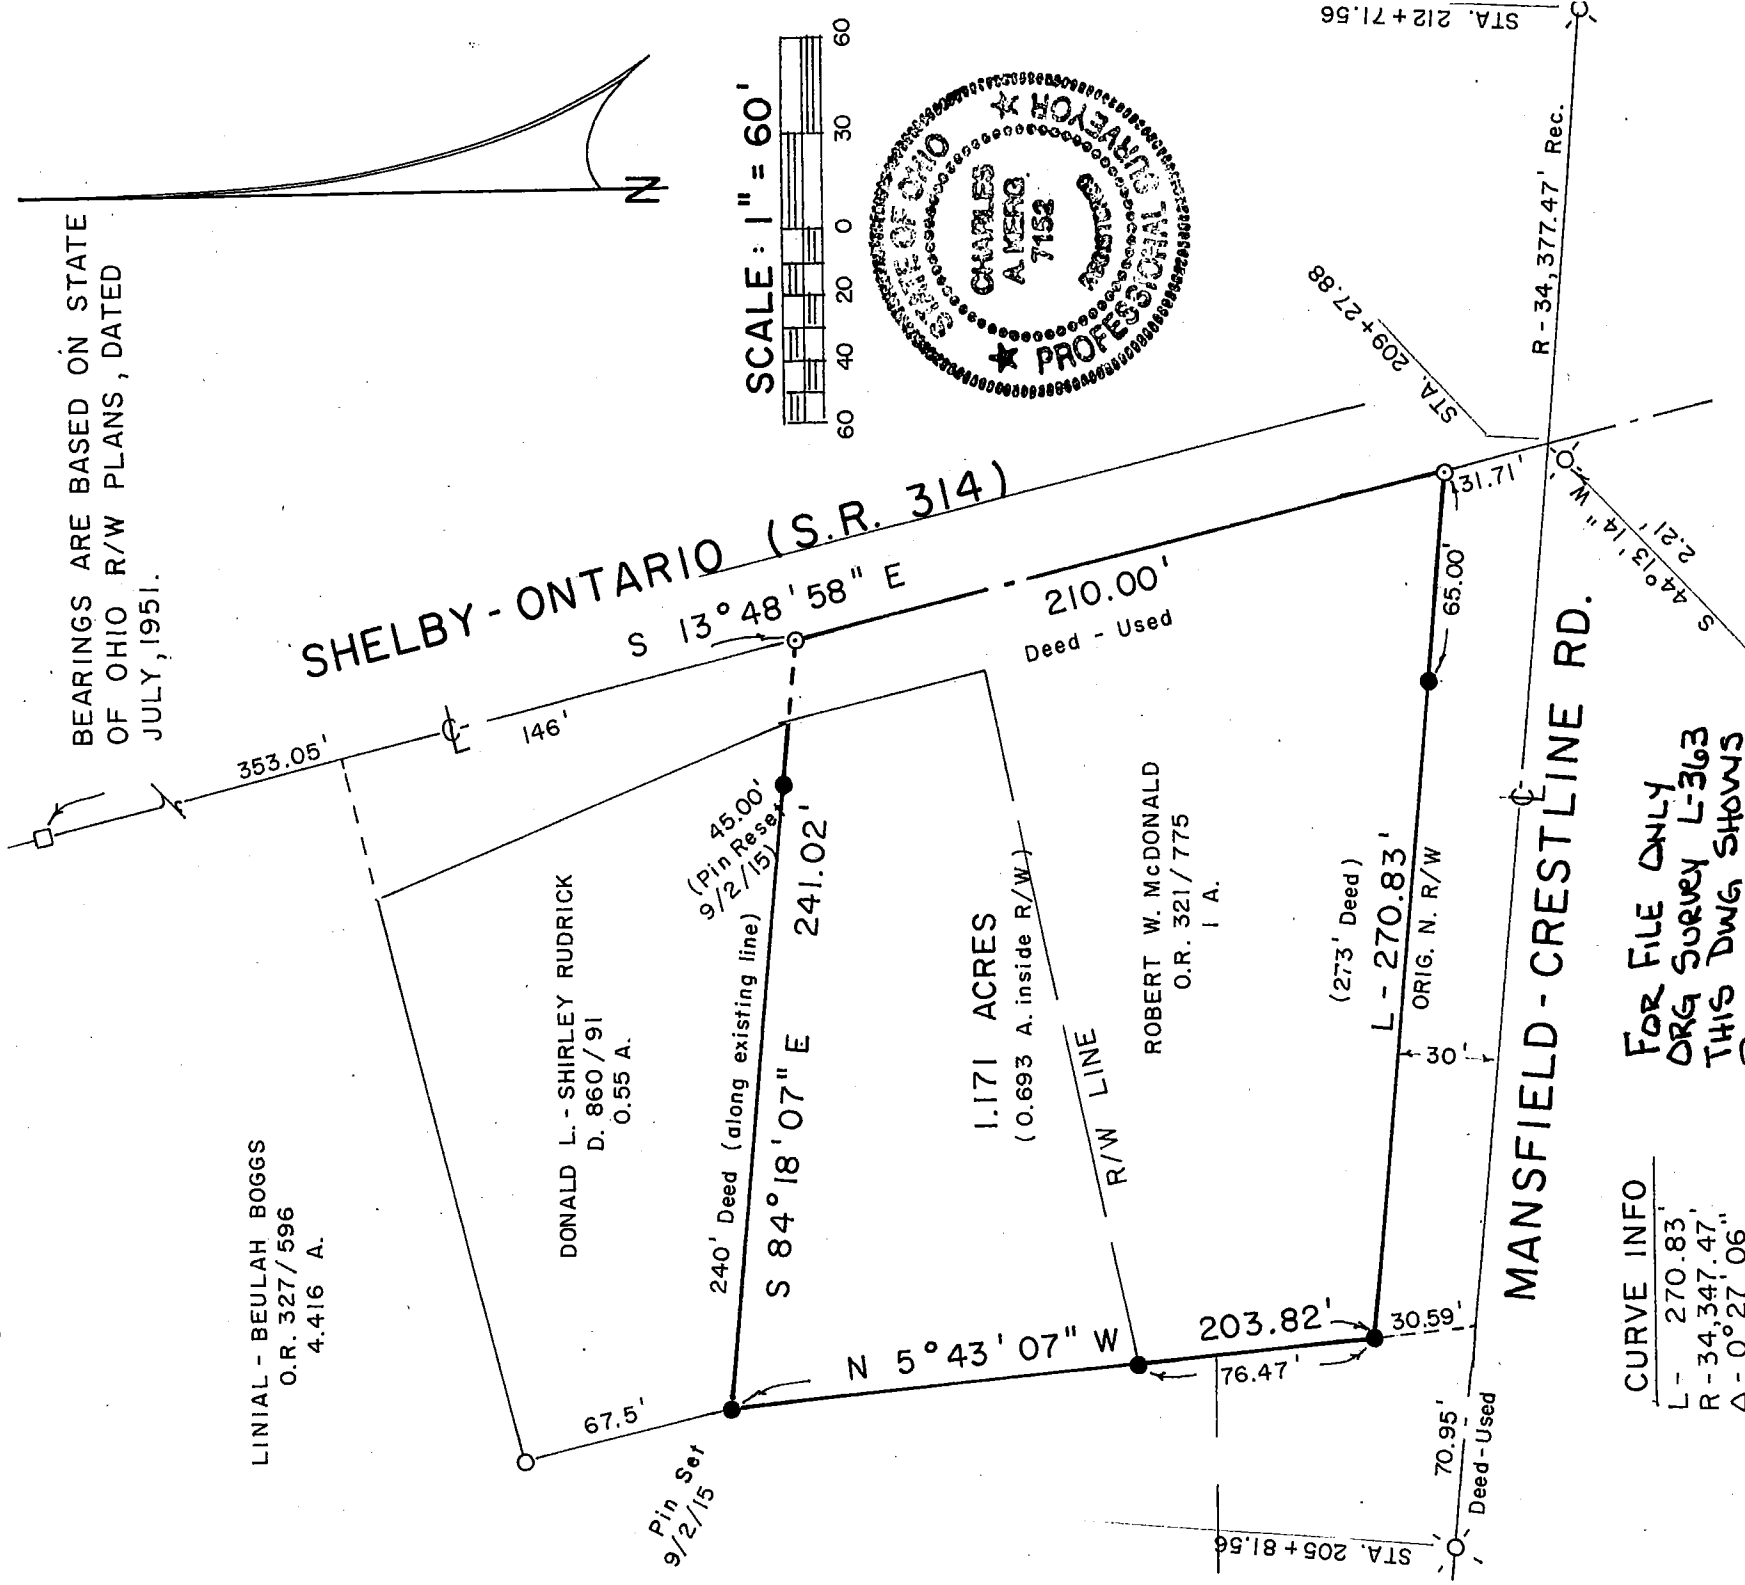 BEARINGS ARE BASED ON STATE
OF OHIO R/W PLANS, DATED
JULY, 1951.
N
SCALE: 1" = 60'
60 40 20 0 30 60
STATE OF OHIO
CHARLES
A. MERG
7152
REGISTERED
★ PROFESSIONAL SURVEYOR ★
STA. 212+71.56
R - 34,377.47' Rec.
STA. 209+27.88
SHELBY - ONTARIO (S.R. 314)
353.05'
℄
146'
S 13° 48' 58" E
210.00'
Deed - Used
31.71'
S 44° 13' 14" W
2.21'
65.00'
45.00'
(Pin Reset
9/2/15)
240' Deed (along existing line)
S 84° 18' 07" E 241.02'
LINIAL - BEULAH BOGGS
O.R. 327/596
4.416 A.
DONALD L. - SHIRLEY RUDRICK
D. 860/91
0.55 A.
1.171 ACRES
(0.693 A. inside R/W)
R/W LINE
ROBERT W. McDONALD
O.R. 321/775
1 A.
(273' Deed)
L - 270.83'
ORIG. N. R/W
30'
℄
67.5'
Pin Set
9/2/15
N 5° 43' 07" W 203.82'
76.47'
30.59'
70.95'
Deed - Used
STA. 205+81.56
MANSFIELD - CRESTLINE RD.
CURVE INFO
L - 270.83'
R - 34,347.47'
Δ - 0° 27' 06"
FOR FILE ONLY
ORG SURVEY L-363
THIS DWG SHOWS